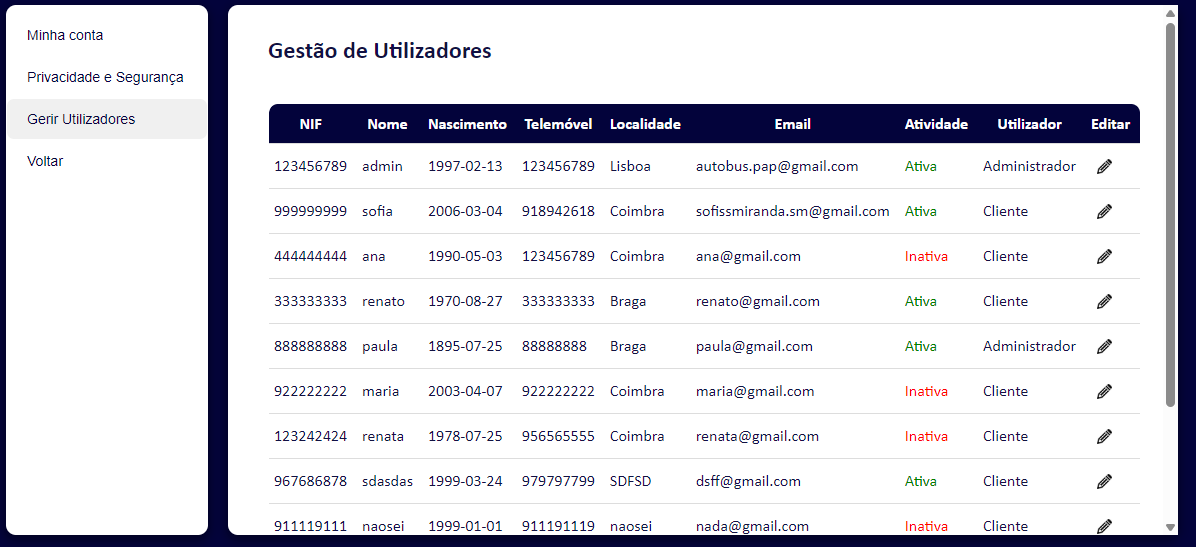 Minha conta
Privacidade e Segurança
Gerir Utilizadores
Voltar
Gestão de Utilizadores
NIF Nome Nascimento Telemóvel Localidade Email Atividade Utilizador Editar
123456789 admin 1997-02-13 123456789 Lisboa autobus.pap@gmail.com Ativa Administrador
999999999 sofia 2006-03-04 918942618 Coimbra sofissmiranda.sm@gmail.com Ativa Cliente
444444444 ana 1990-05-03 123456789 Coimbra ana@gmail.com Inativa Cliente
333333333 renato 1970-08-27 333333333 Braga renato@gmail.com Ativa Cliente
888888888 paula 1895-07-25 88888888 Braga paula@gmail.com Ativa Administrador
922222222 maria 2003-04-07 922222222 Coimbra maria@gmail.com Inativa Cliente
123242424 renata 1978-07-25 956565555 Coimbra renata@gmail.com Inativa Cliente
967686878 sdasdas 1999-03-24 979797799 SDFSD dsff@gmail.com Ativa Cliente
911119111 naosei 1999-01-01 911191119 naosei nada@gmail.com Inativa Cliente